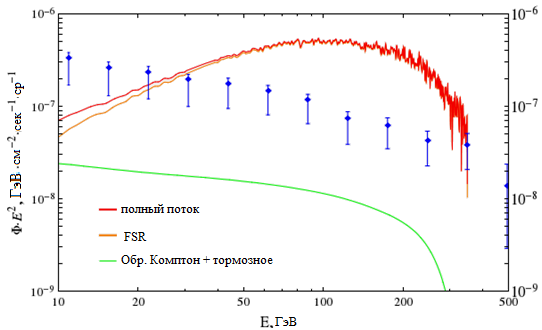 10⁻⁶
10⁻⁷
10⁻⁸
10⁻⁹
Φ·E², ГэВ·см⁻²·сек⁻¹·ср⁻¹
10⁻⁶
10⁻⁷
10⁻⁸
10⁻⁹
полный поток
FSR
Обр. Комптон + тормозное
10 20 50 100 200 500
E, ГэВ